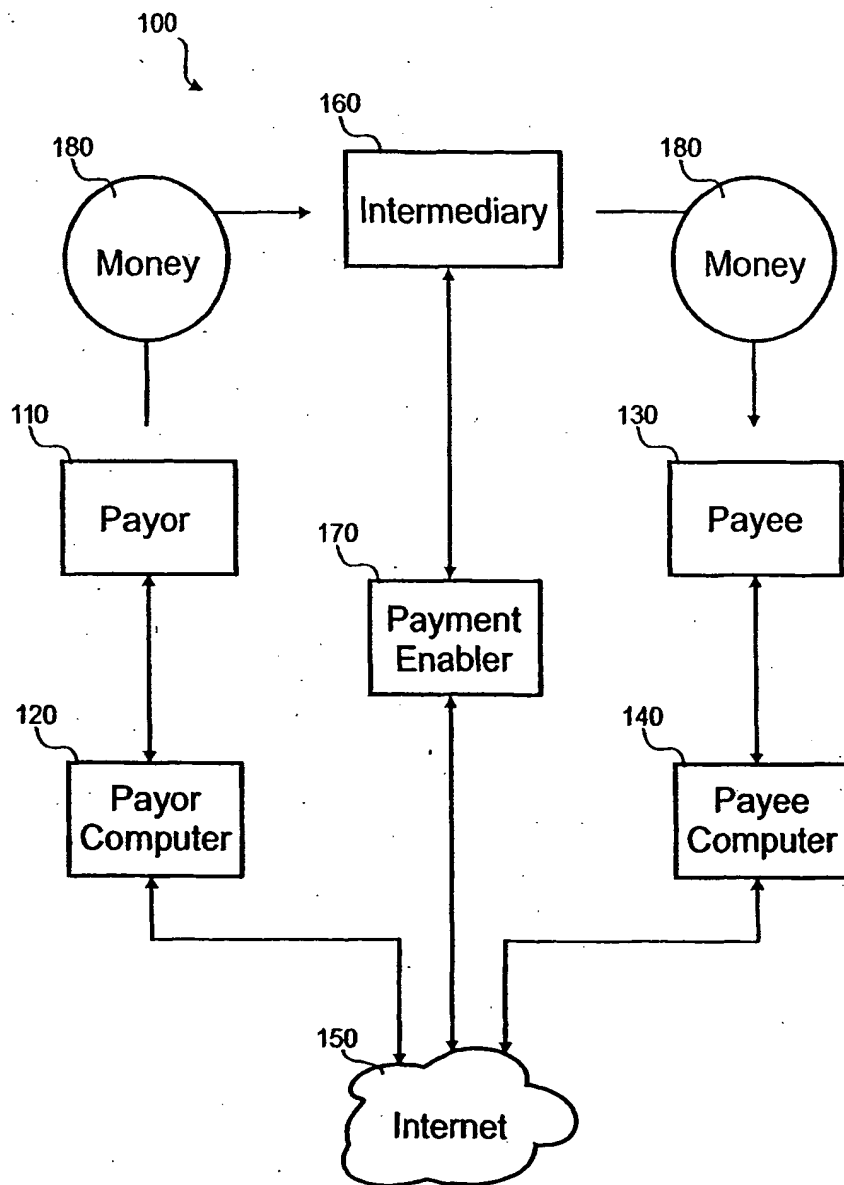 100
160
180
180
Intermediary
Money
Money
110
130
Payor
170
Payee
Payment
Enabler
120
140
Payor
Computer
Payee
Computer
150
Internet